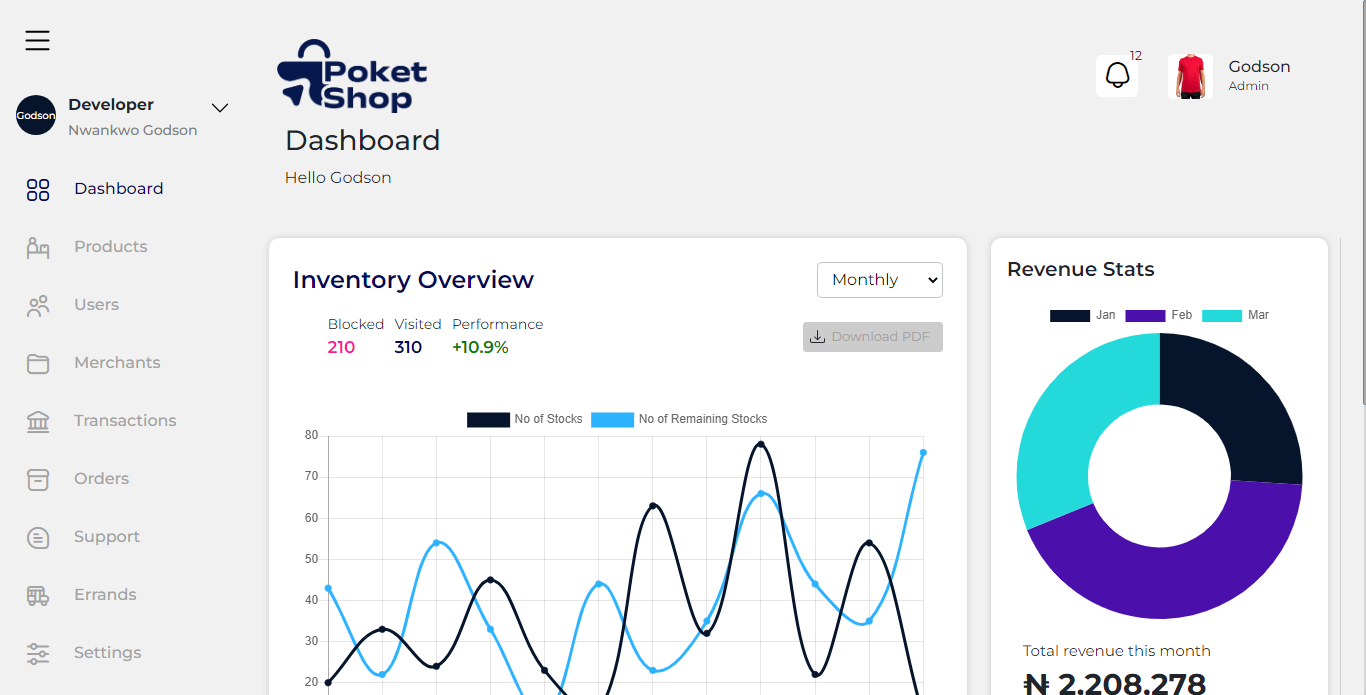 Poket
Shop
12
Godson
Admin
Godson
Developer
Nwankwo Godson
Dashboard
Hello Godson
Dashboard
Products
Users
Merchants
Transactions
Orders
Support
Errands
Settings
Inventory Overview
Monthly
Blocked Visited Performance
210 310 +10.9%
Download PDF
No of Stocks No of Remaining Stocks
80
70
60
50
40
30
20
Revenue Stats
Jan Feb Mar
Total revenue this month
₦ 2,208,278